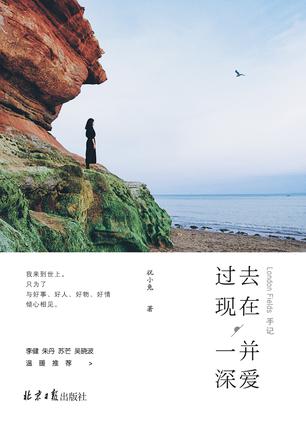 过去
现在
一并
深爱
London Fields 手记
祝小兔 著
我来到世上。
只为了
与好事、好人、好物、好情
倾心相见。
李健 朱丹 苏芒 吴晓波
温暖推荐 >
北京日报出版社